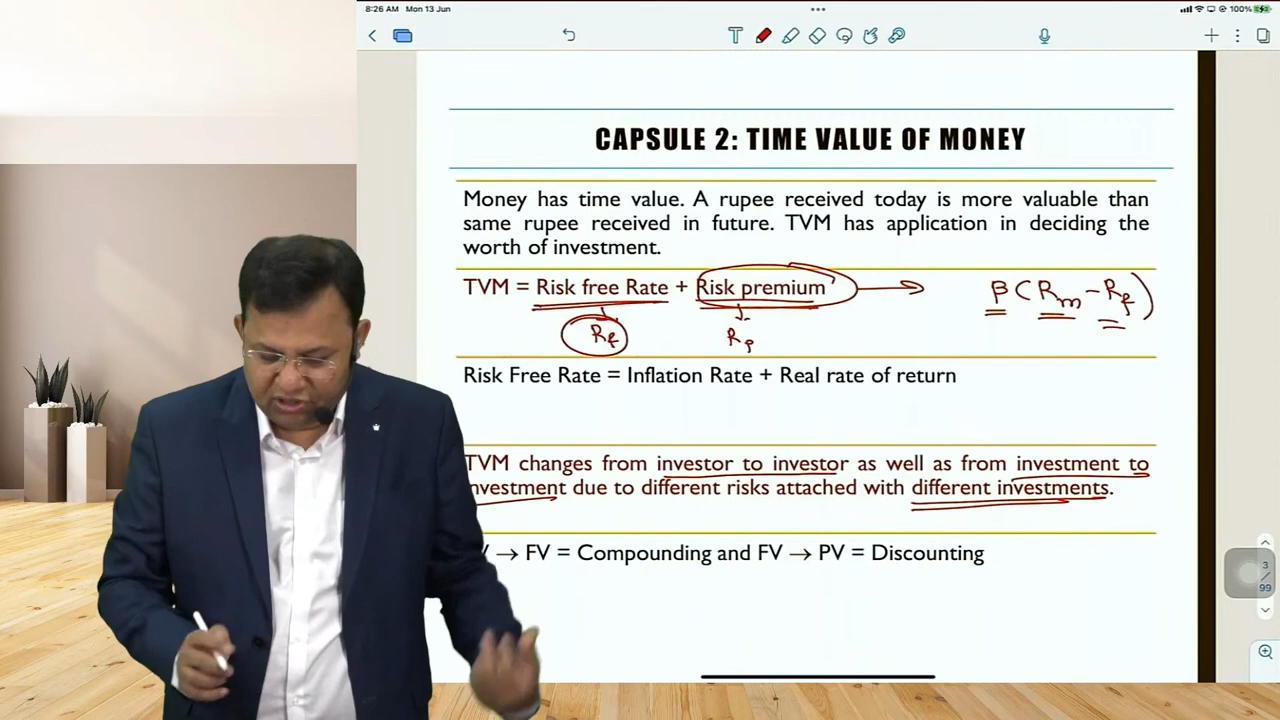 8:26 AM Mon 13 Jun
100%
CAPSULE 2: TIME VALUE OF MONEY
Money has time value. A rupee received today is more valuable than
same rupee received in future. TVM has application in deciding the
worth of investment.
TVM = Risk free Rate + Risk premium → β (Rm - Rf)
Rf Rp
Risk Free Rate = Inflation Rate + Real rate of return
TVM changes from investor to investor as well as from investment to
investment due to different risks attached with different investments.
→ FV = Compounding and FV → PV = Discounting
3 / 99